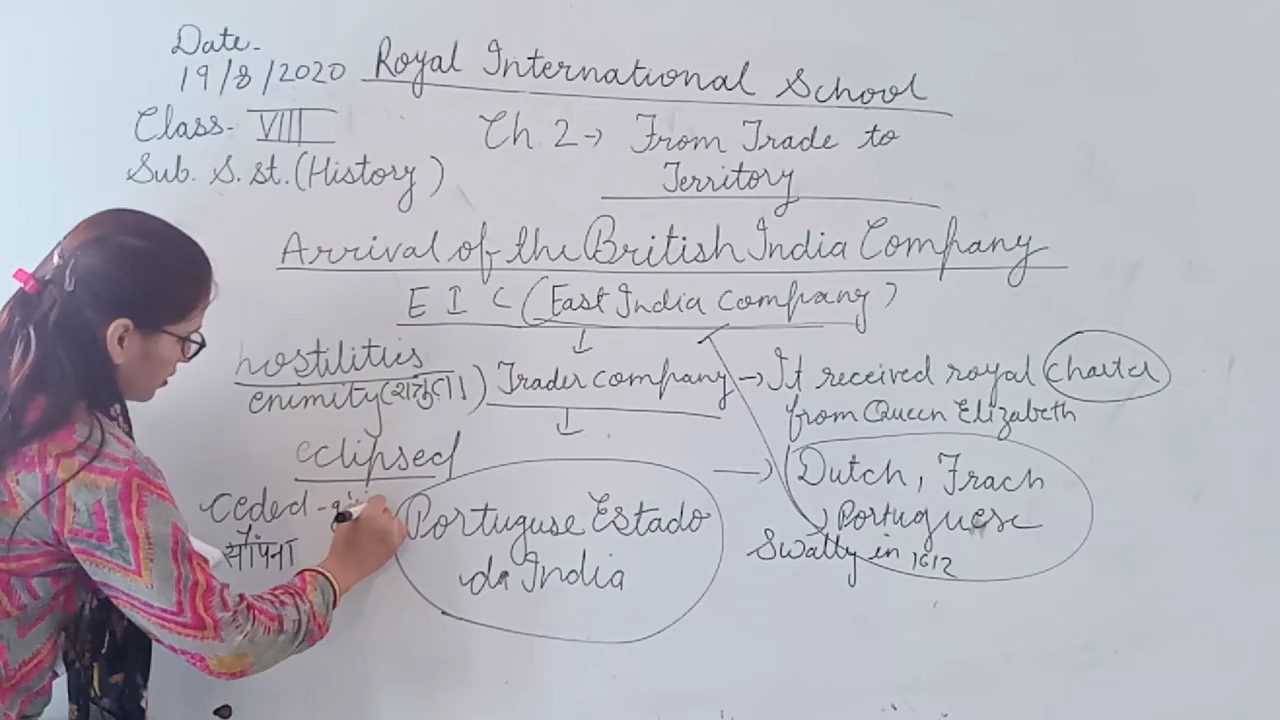 Date-
19/8/2020 Royal International School
Class- VIII
Ch. 2 → From Trade to
Territory
Sub. S. st. (History)
Arrival of the British India Company
E I C (East India Company)
hostilities
enimity (शत्रुता)
Trader company → It received royal charter
from Queen Elizabeth
eclipsed
Dutch, Frach
Portuguese
Swally in 1612
ceded -
सौंपना
Portuguse Estado
da India